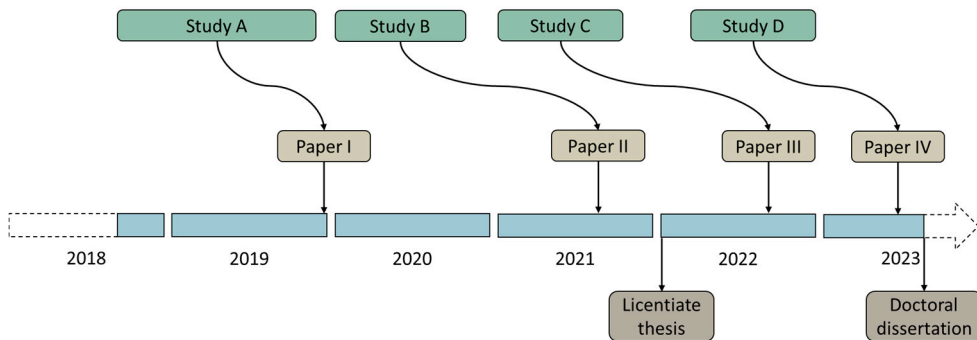 Study A
Study B
Study C
Study D
Paper I
Paper II
Paper III
Paper IV
2018
2019
2020
2021
2022
2023
Licentiate
thesis
Doctoral
dissertation